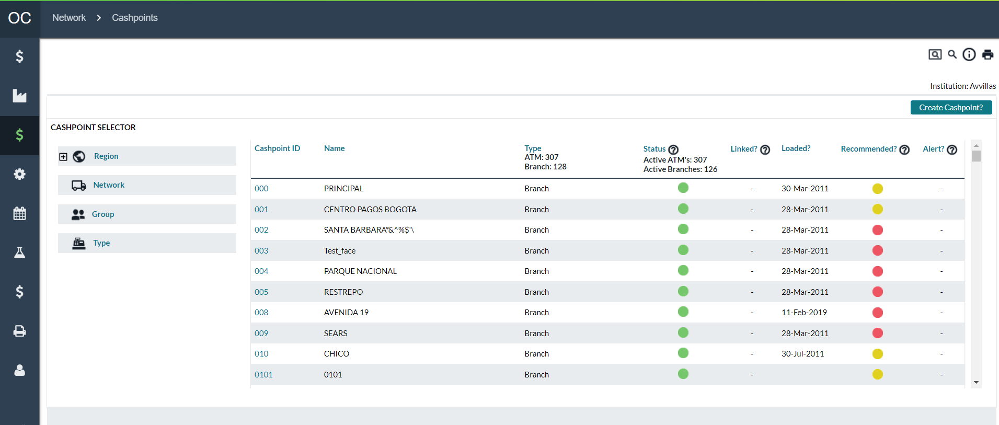 OC
Network
Cashpoints
Institution: Avvillas
Create Cashpoint?
CASHPOINT SELECTOR
Region
Network
Group
Type
Cashpoint ID Name Type Status Linked? Loaded? Recommended? Alert?
ATM: 307 Active ATM's: 307
Branch: 128 Active Branches: 126
000 PRINCIPAL Branch - 30-Mar-2011 -
001 CENTRO PAGOS BOGOTA Branch - 28-Mar-2011 -
002 SANTA BARBARA*&^%$'\ Branch - 28-Mar-2011 -
003 Test_face Branch - 28-Mar-2011 -
004 PARQUE NACIONAL Branch - 28-Mar-2011 -
005 RESTREPO Branch - 28-Mar-2011 -
008 AVENIDA 19 Branch - 11-Feb-2019 -
009 SEARS Branch - 28-Mar-2011 -
010 CHICO Branch - 30-Jul-2011 -
0101 0101 Branch - -